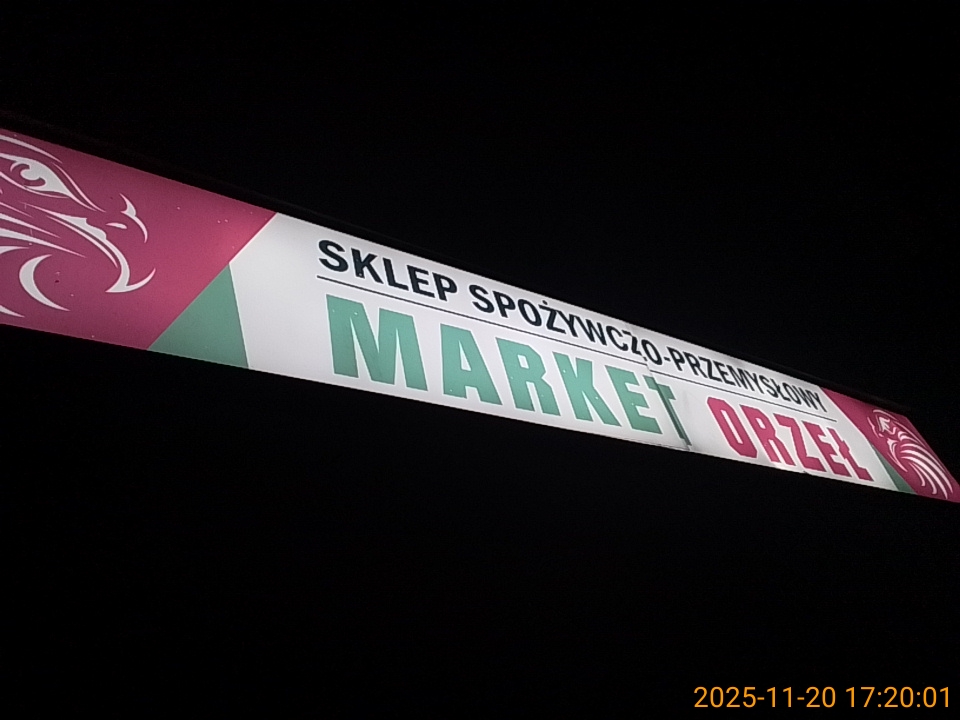 SKLEP SPOŻYWCZO-PRZEMYSŁOWY
MARKET ORZEŁ
2025-11-20 17:20:01